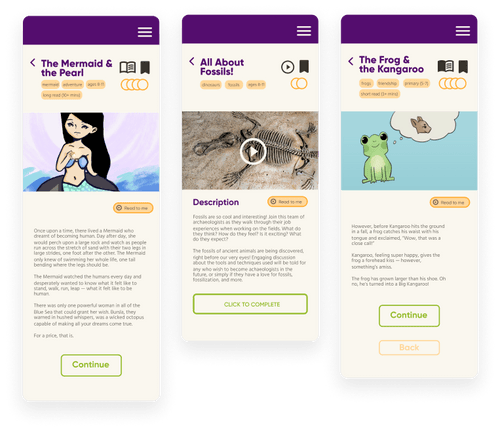 The Mermaid &
the Pearl
mermaid adventure ages 8-11
long read (10+ mins)
Read to me
Once upon a time, there lived a Mermaid who
dreamt of becoming human. Day after day, she
would perch upon a large rock and watch as people
ran across the stretch of sand with their two legs in
large strides, one foot after the other. The Mermaid
only knew of swimming her whole life, one tail
bending where the legs should be.
The Mermaid watched the humans every day and
desperately wanted to know what it felt like to
stand, walk, run, leap — what it felt like to be
human.
There was only one powerful woman in all of the
Blue Sea that could grant her wish. Bursla, they
warned in hushed whispers, was a wicked octopus
capable of making all your dreams come true.
For a price, that is.
Continue
All About
Fossils!
dinosaurs fossils ages 8-11
Description
Read to me
Fossils are so cool and interesting! Join this team of
archaeologists as they walk through their job
experiences when working on the fields. What do
they think? How do they feel? Is it exciting? What
do they expect?
The fossils of ancient animals are being discovered,
right before our very eyes! Engaging discussion
about the tools and techniques used will be told for
any who wish to become archaeologists in the
future, or simply if they have a love for fossils,
fossilization, and more.
CLICK TO COMPLETE
The Frog &
the Kangaroo
frogs friendship primary (5-7)
short read (5+ mins)
Read to me
However, before Kangaroo hits the ground
in a fall, a frog catches his waist with his
tongue and exclaimed, "Wow, that was a
close call!"
Kangaroo, feeling super happy, gives the
frog a forehead kiss — however,
something's amiss.
The frog has grown larger than his shoe. Oh
no, he's turned into a Big Kangaroo!
Continue
Back